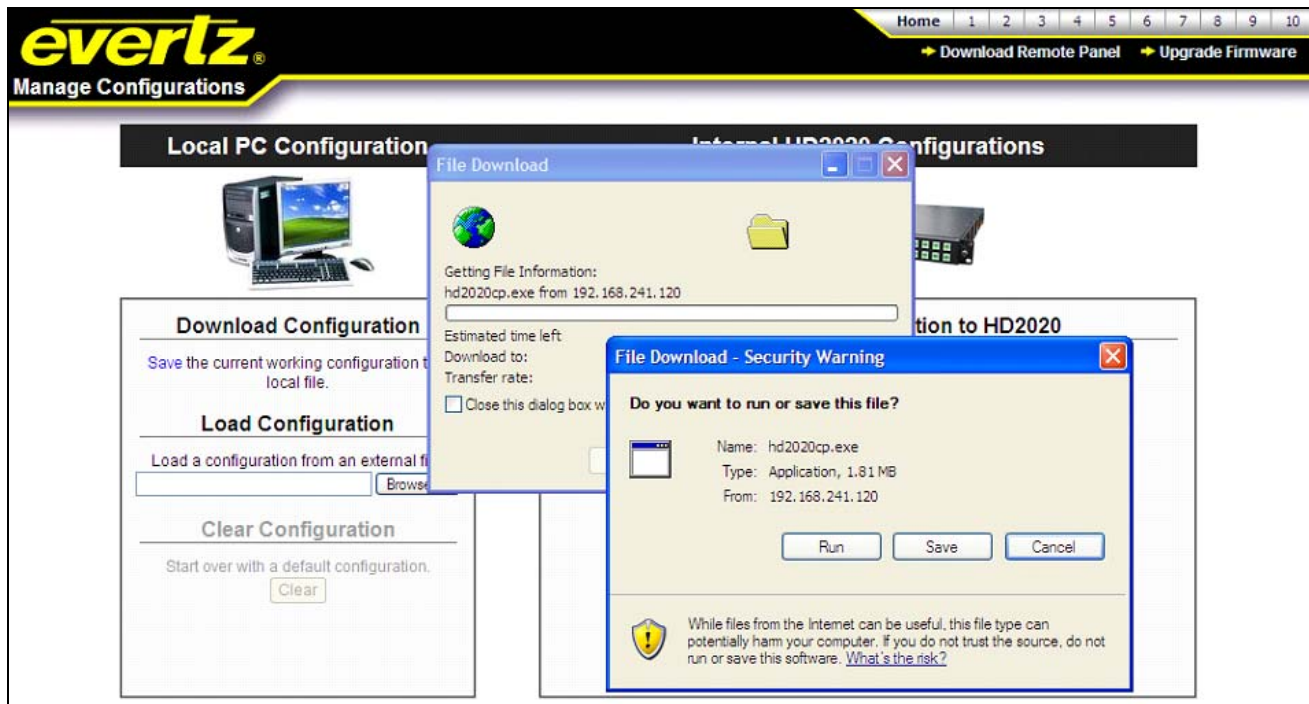 evertz®
Home 1 2 3 4 5 6 7 8 9 10
Download Remote Panel Upgrade Firmware
Manage Configurations
Local PC Configuration
Internal HD2020 Configurations
File Download
Getting File Information:
hd2020cp.exe from 192.168.241.120
Estimated time left
Download to:
Transfer rate:
Close this dialog box w
Download Configuration
Save the current working configuration t
local file.
Load Configuration
Load a configuration from an external fi
Browse
Clear Configuration
Start over with a default configuration.
Clear
tion to HD2020
File Download - Security Warning
Do you want to run or save this file?
Name: hd2020cp.exe
Type: Application, 1.81 MB
From: 192.168.241.120
Run Save Cancel
While files from the Internet can be useful, this file type can
potentially harm your computer. If you do not trust the source, do not
run or save this software. What's the risk?